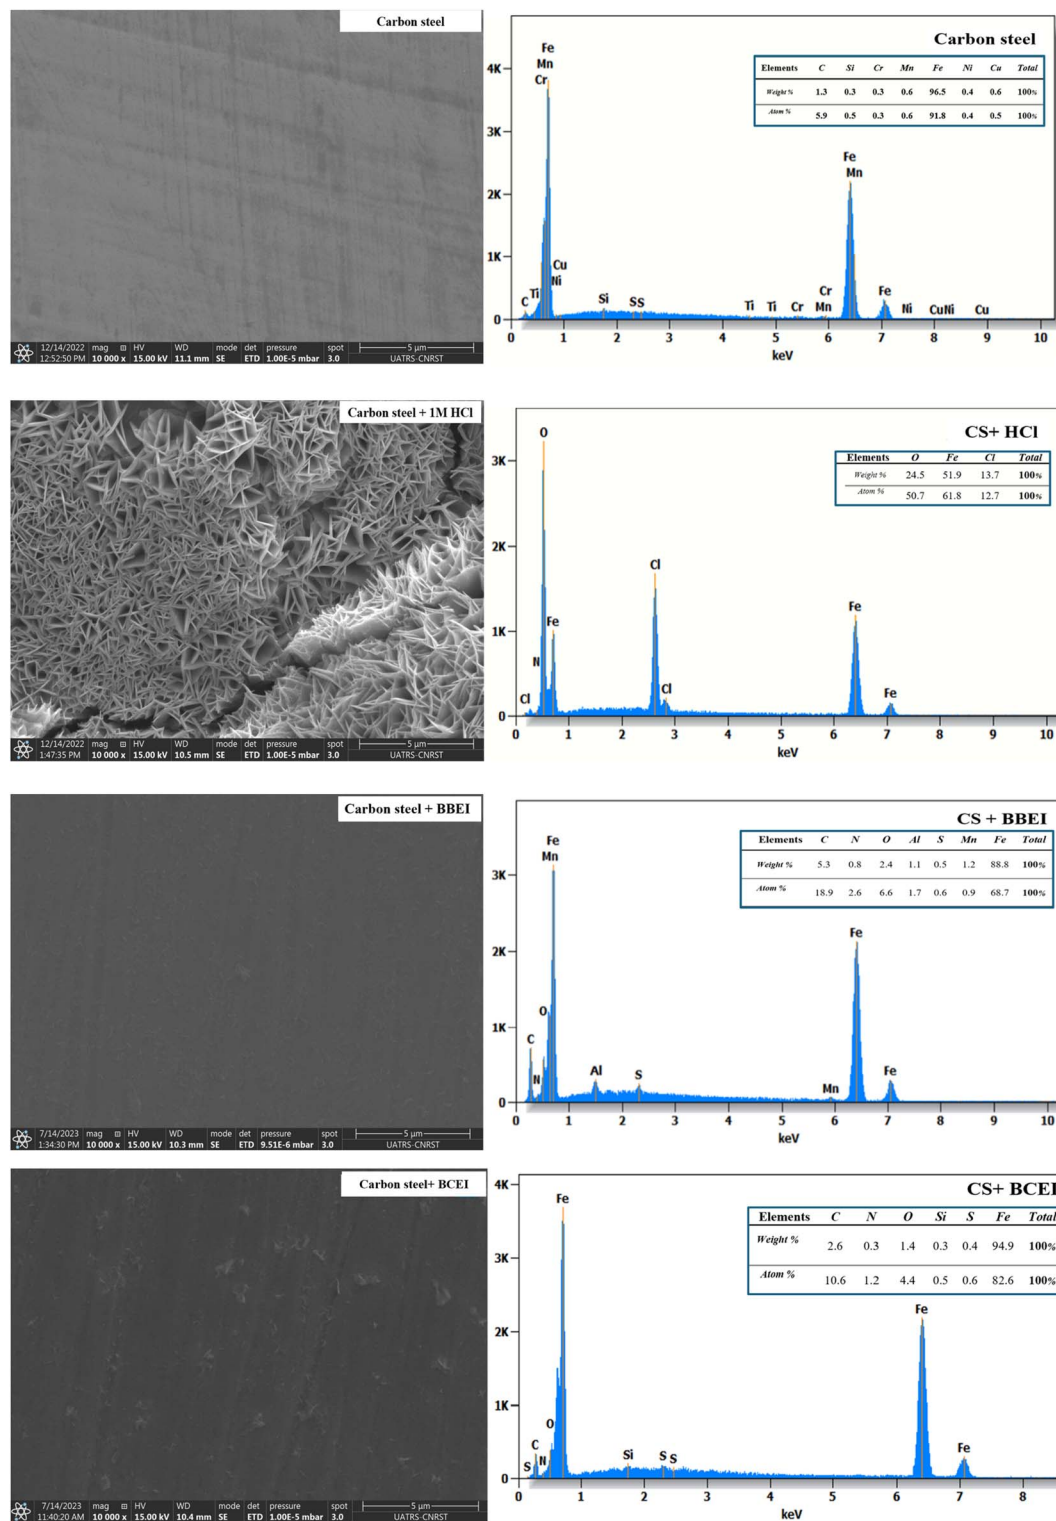 Carbon steel
12/14/2022 mag HV WD mode det pressure spot 5 µm
12:52:50 PM 10 000 x 15.00 kV 11.1 mm SE ETD 1.00E-5 mbar 3.0 UATRS-CNRST
Carbon steel
Elements C Si Cr Mn Fe Ni Cu Total
Weight % 1.3 0.3 0.3 0.6 96.5 0.4 0.6 100%
Atom % 5.9 0.5 0.3 0.6 91.8 0.4 0.5 100%
Fe
Mn
Cr
4K
3K
2K
1K
0
Fe
Mn
Cu
Ni
C Ti Si S S Ti Ti Cr Cr
Mn Fe Ni Cu Ni Cu
0 1 2 3 4 5 6 7 8 9 10
keV
Carbon steel + 1M HCl
12/14/2022 mag HV WD mode det pressure spot 5 µm
1:47:35 PM 10 000 x 15.00 kV 10.5 mm SE ETD 1.00E-5 mbar 3.0 UATRS-CNRST
CS+ HCl
Elements O Fe Cl Total
Weight % 24.5 51.9 13.7 100%
Atom % 50.7 61.8 12.7 100%
O
3K
2K
1K
0
Cl
Fe
Fe
N
Cl
Cl
Fe
0 1 2 3 4 5 6 7 8 9 10
keV
Carbon steel + BBEI
7/14/2023 mag HV WD mode det pressure spot 5 µm
1:34:30 PM 10 000 x 15.00 kV 10.3 mm SE ETD 9.51E-6 mbar 3.0 UATRS-CNRST
CS + BBEI
Elements C N O Al S Mn Fe Total
Weight % 5.3 0.8 2.4 1.1 0.5 1.2 88.8 100%
Atom % 18.9 2.6 6.6 1.7 0.6 0.9 68.7 100%
Fe
Mn
3K
2K
1K
0
Fe
O
C
N
Al
S
Mn
Fe
0 1 2 3 4 5 6 7 8 9 10
keV
Carbon steel+ BCEI
7/14/2023 mag HV WD mode det pressure spot 5 µm
11:40:20 AM 10 000 x 15.00 kV 10.4 mm SE ETD 1.00E-5 mbar 3.0 UATRS-CNRST
CS+ BCEI
Elements C N O Si S Fe Total
Weight % 2.6 0.3 1.4 0.3 0.4 94.9 100%
Atom % 10.6 1.2 4.4 0.5 0.6 82.6 100%
4K
3K
2K
1K
0
Fe
Fe
O
C
S
N
Si
S
S
Fe
0 1 2 3 4 5 6 7 8
keV